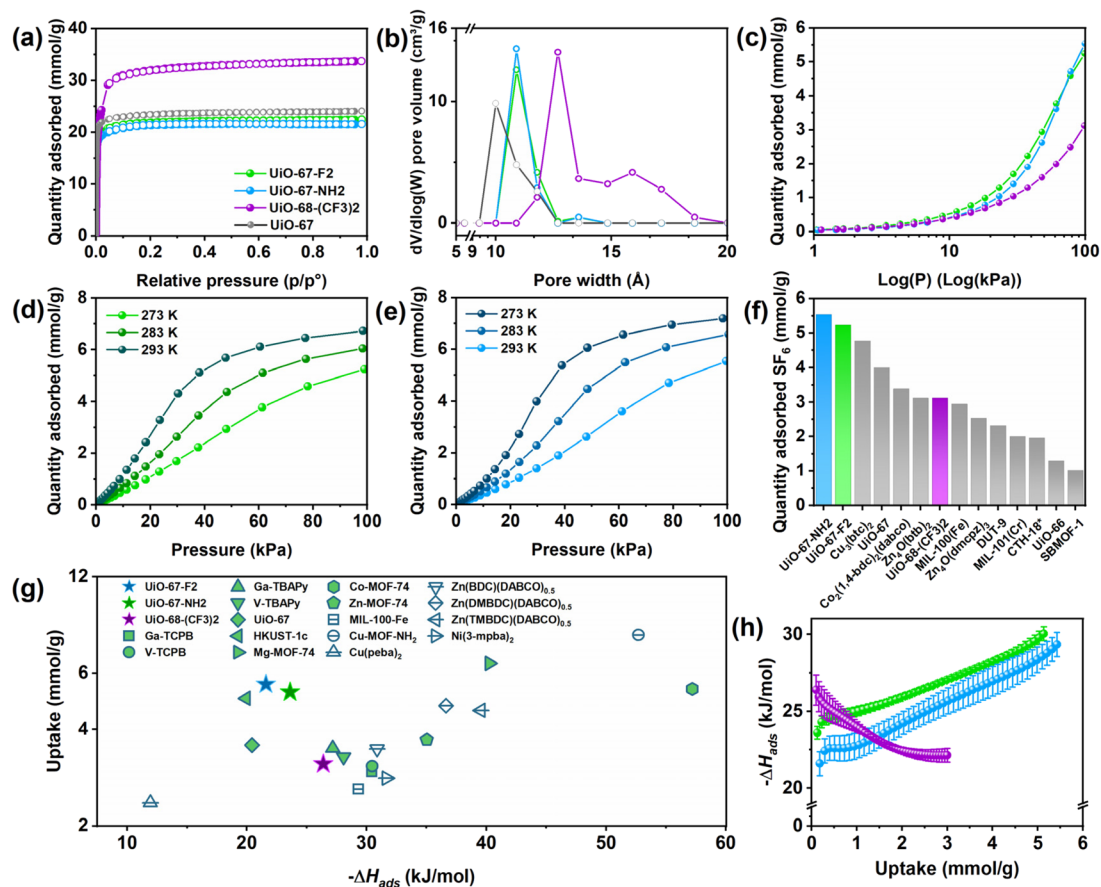 (a)
Quantity adsorbed (mmol/g)
40
30
20
10
0
UiO-67-F2
UiO-67-NH2
UiO-68-(CF3)2
UiO-67
0.0 0.2 0.4 0.6 0.8 1.0
Relative pressure (p/p°)
(b)
dV/dlog(W) pore volume (cm³/g)
16
10
0
5 9 10 15 20
Pore width (Å)
(c)
Quantity adsorbed (mmol/g)
6
5
4
3
2
1
0
1 10 100
Log(P) (Log(kPa))
(d)
Quantity adsorbed (mmol/g)
8
6
4
2
0
273 K
283 K
293 K
0 20 40 60 80 100
Pressure (kPa)
(e)
Quantity adsorbed (mmol/g)
8
6
4
2
0
273 K
283 K
293 K
0 20 40 60 80 100
Pressure (kPa)
(f)
Quantity adsorbed SF₆ (mmol/g)
6
5
4
3
2
1
0
UiO-67-NH2
UiO-67-F2
Cu₃(btc)₂
UiO-67
Co₂(1,4-bdc)₂(dabco)
Zn₄O(btb)₂
UiO-68-(CF3)2
MIL-100(Fe)
Zn₄O(dmcpz)₃
DUT-9
MIL-101(Cr)
CTH-18*
UiO-66
SBMOF-1
(g)
Uptake (mmol/g)
12
6
4
2
UiO-67-F2
UiO-67-NH2
UiO-68-(CF3)2
Ga-TCPB
V-TCPB
Ga-TBAPy
V-TBAPy
UiO-67
HKUST-1c
Mg-MOF-74
Co-MOF-74
Zn-MOF-74
MIL-100-Fe
Cu-MOF-NH₂
Cu(peba)₂
Zn(BDC)(DABCO)₀.₅
Zn(DMBDC)(DABCO)₀.₅
Zn(TMBDC)(DABCO)₀.₅
Ni(3-mpba)₂
10 20 30 40 50 60
-ΔHads (kJ/mol)
(h)
-ΔHads (kJ/mol)
30
25
22
0
0 1 2 3 4 5 6
Uptake (mmol/g)